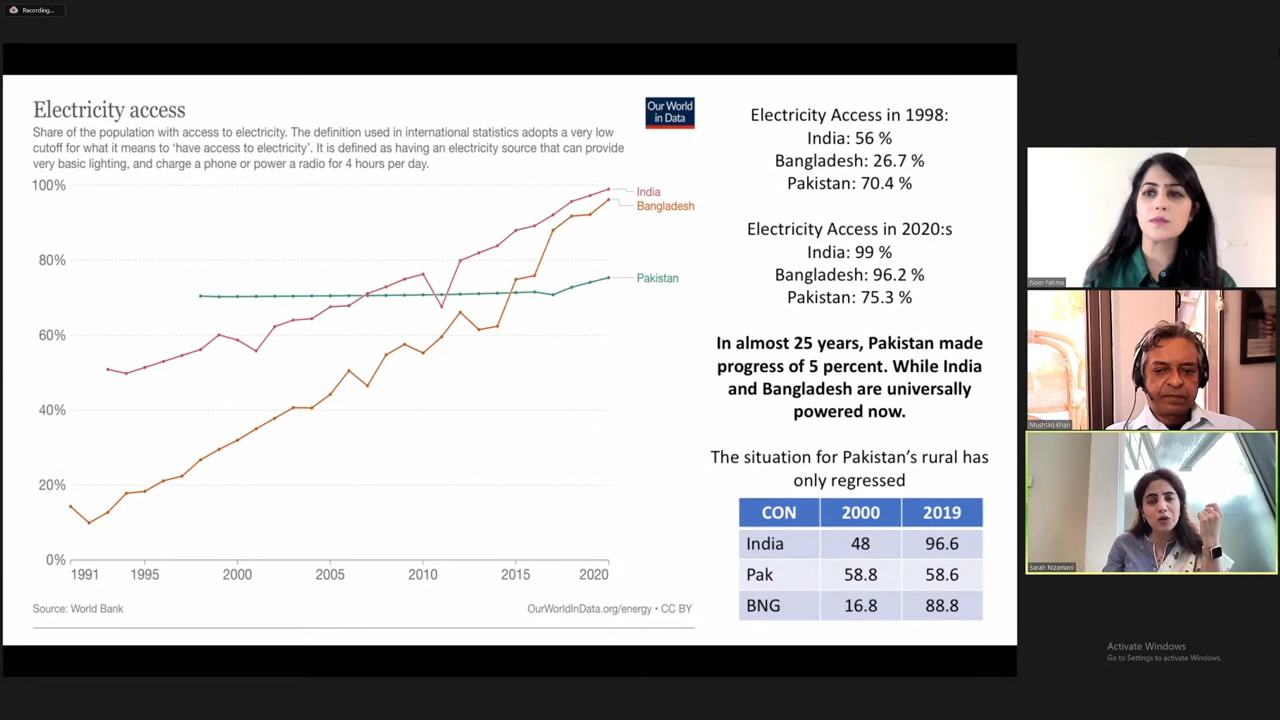 Recording...
Electricity access
Our World
in Data
Share of the population with access to electricity. The definition used in international statistics adopts a very low
cutoff for what it means to 'have access to electricity'. It is defined as having an electricity source that can provide
very basic lighting, and charge a phone or power a radio for 4 hours per day.
100%
80%
60%
40%
20%
0%
India
Bangladesh
Pakistan
1991
1995
2000
2005
2010
2015
2020
Source: World Bank
OurWorldInData.org/energy • CC BY
Electricity Access in 1998:
India: 56 %
Bangladesh: 26.7 %
Pakistan: 70.4 %
Electricity Access in 2020:s
India: 99 %
Bangladesh: 96.2 %
Pakistan: 75.3 %
In almost 25 years, Pakistan made
progress of 5 percent. While India
and Bangladesh are universally
powered now.
The situation for Pakistan's rural has
only regressed
CON 2000 2019
India 48 96.6
Pak 58.8 58.6
BNG 16.8 88.8
Noor Fatima
Mushtaq Khan
Sarah Nizamani
Activate Windows
Go to Settings to activate Windows.